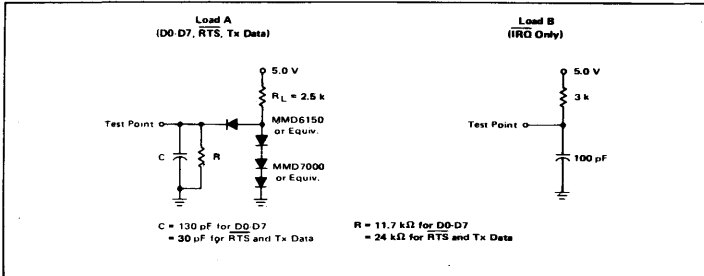 Load A
(D0-D7, RTS, Tx Data)
5.0 V
R_L = 2.5 k
Test Point
MMD6150
or Equiv.
C
R
MMD7000
or Equiv.
C = 130 pF for D0-D7
= 30 pF for RTS and Tx Data
R = 11.7 kΩ for D0-D7
= 24 kΩ for RTS and Tx Data
Load B
(IRQ Only)
5.0 V
3 k
Test Point
100 pF